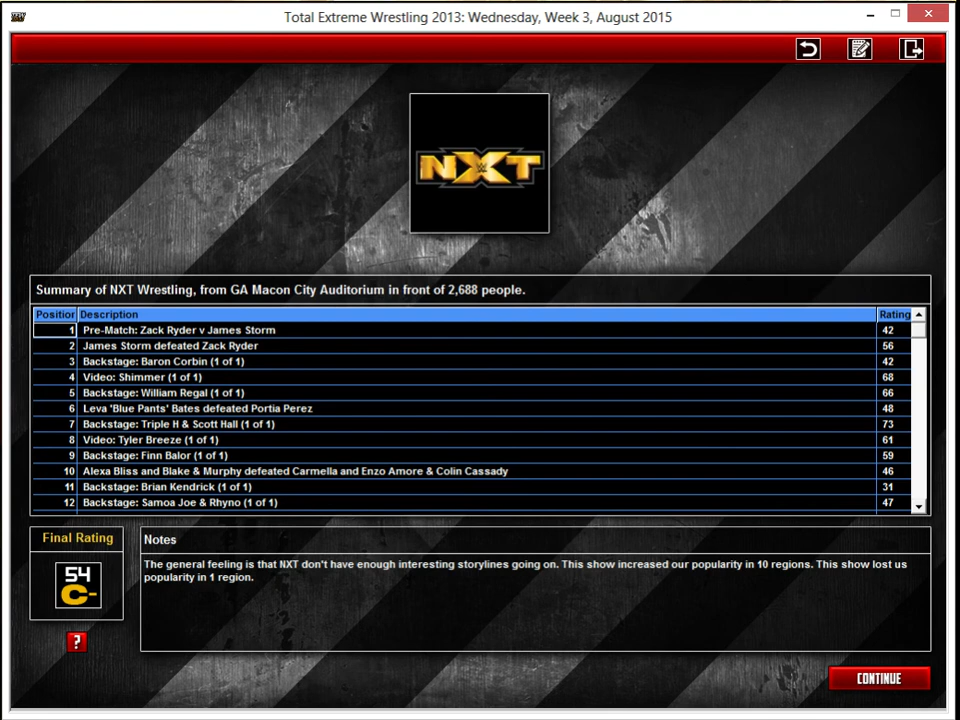 Total Extreme Wrestling 2013: Wednesday, Week 3, August 2015
NXT
Summary of NXT Wrestling, from GA Macon City Auditorium in front of 2,688 people.
Position Description Rating
1 Pre-Match: Zack Ryder v James Storm 42
2 James Storm defeated Zack Ryder 56
3 Backstage: Baron Corbin (1 of 1) 42
4 Video: Shimmer (1 of 1) 68
5 Backstage: William Regal (1 of 1) 66
6 Leva 'Blue Pants' Bates defeated Portia Perez 48
7 Backstage: Triple H & Scott Hall (1 of 1) 73
8 Video: Tyler Breeze (1 of 1) 61
9 Backstage: Finn Balor (1 of 1) 59
10 Alexa Bliss and Blake & Murphy defeated Carmella and Enzo Amore & Colin Cassady 46
11 Backstage: Brian Kendrick (1 of 1) 31
12 Backstage: Samoa Joe & Rhyno (1 of 1) 47
Final Rating
54
C-
?
Notes
The general feeling is that NXT don't have enough interesting storylines going on. This show increased our popularity in 10 regions. This show lost us
popularity in 1 region.
CONTINUE